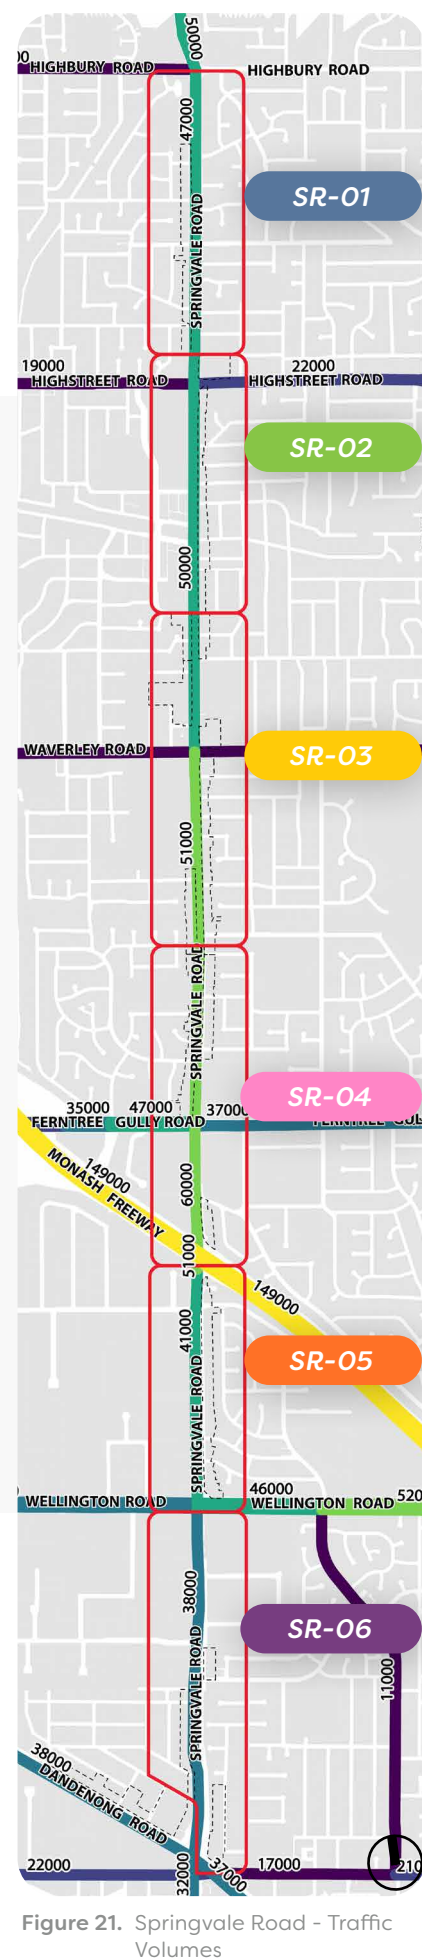 50000
HIGHBURY ROAD
HIGHBURY ROAD
47000
SPRINGVALE ROAD
SR-01
19000
22000
HIGHSTREET ROAD
HIGHSTREET ROAD
SR-02
50000
WAVERLEY ROAD
SR-03
51000
SPRINGVALE ROAD
SR-04
35000
47000
37000
FERNTREE GULLY ROAD
149000
MONASH FREEWAY
60000
51000
149000
41000
SPRINGVALE ROAD
SR-05
46000
WELLINGTON ROAD
WELLINGTON ROAD
38000
SR-06
SPRINGVALE ROAD
11000
38000
DANDENONG ROAD
22000
32000
37000
17000
Figure 21. Springvale Road - Traffic
Volumes